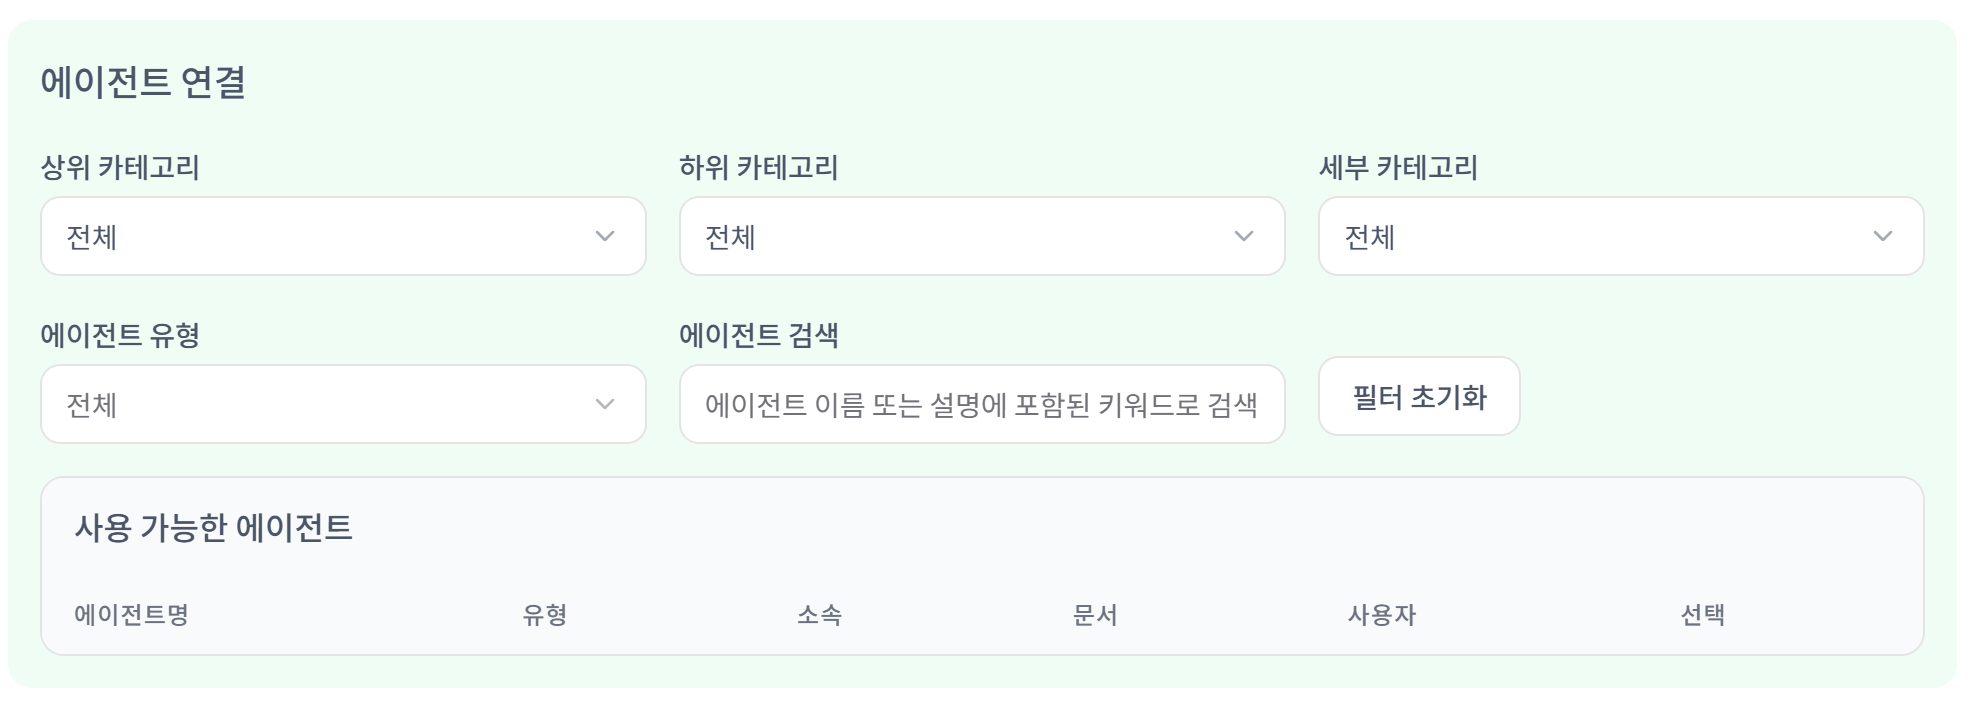 에이전트 연결
상위 카테고리 하위 카테고리 세부 카테고리
전체 전체 전체
에이전트 유형 에이전트 검색
전체 에이전트 이름 또는 설명에 포함된 키워드로 검색 필터 초기화
사용 가능한 에이전트
에이전트명 유형 소속 문서 사용자 선택